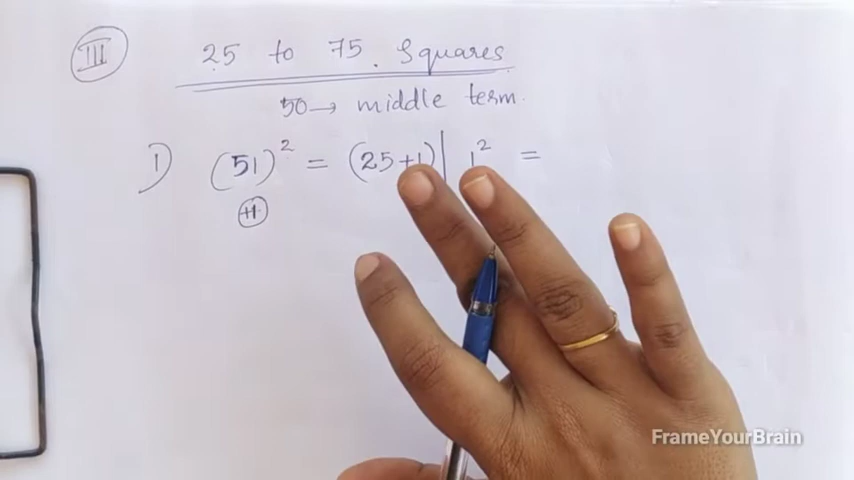 III
25 to 75. Squares
50 → middle term.
1) (51)² = (25+1) | 1² =
+1
FrameYourBrain